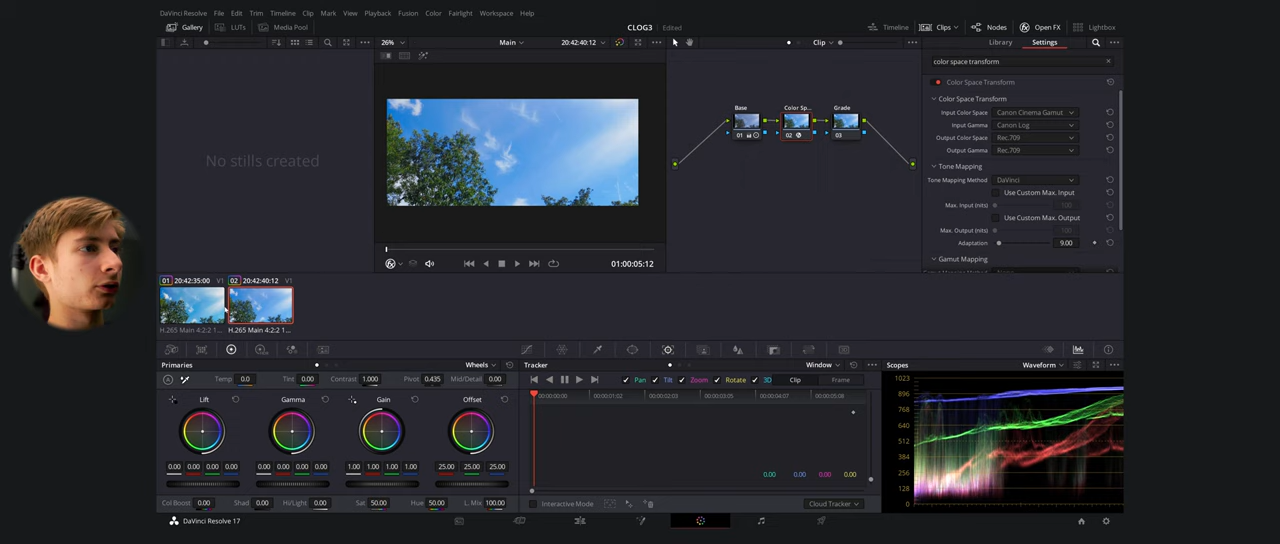 DaVinci Resolve File Edit Trim Timeline Clip Mark View Playback Fusion Color Fairlight Workspace Help
Gallery LUTs Media Pool CLOG3 Edited Timeline Clips Nodes Open FX Lightbox
26% Main 20:42:40:12 Clip Library Settings
color space transform
Color Space Transform
Color Space Transform
Input Color Space Canon Cinema Gamut
Input Gamma Canon Log
Output Color Space Rec.709
Output Gamma Rec.709
Tone Mapping
Tone Mapping Method DaVinci
Use Custom Max. Input
Max. Input (nits) 100
Use Custom Max. Output
Max. Output (nits) 100
Adaptation 9.00
Gamut Mapping
No stills created
Base Color Sp... Grade
01 02 03
01:00:05:12
01 20:42:35:00 V1 02 20:42:40:12 V1
H.265 Main 4:2:2 1... H.265 Main 4:2:2 1...
Primaries Wheels Tracker Window Scopes Waveform
Temp 0.0 Tint 0.00 Contrast 1.000 Pivot 0.435 Mid/Detail 0.00
Pan Tilt Zoom Rotate 3D Clip Frame
Lift Gamma Gain Offset
00:00:00:00 00:00:01:02 00:00:02:03 00:00:03:05 00:00:04:07 00:00:05:08
0.00 0.00 0.00 0.00 0.00 0.00 0.00 0.00 1.00 1.00 1.00 1.00 25.00 25.00 25.00
0.00 0.00 0.00 0.00
Col Boost 0.00 Shad 0.00 Hi/Light 0.00 Sat 50.00 Hue 50.00 L. Mix 100.00
Interactive Mode Cloud Tracker
1023
896
768
640
512
384
256
128
0
DaVinci Resolve 17